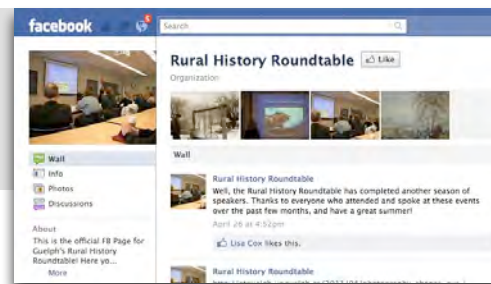 facebook
Search
Rural History Roundtable
Like
Organization
Wall
Info
Photos
Discussions
About
This is the official FB Page for
Guelph's Rural History
Roundtable! Here yo...
More
Wall
Rural History Roundtable
Well, the Rural History Roundtable has completed another season of
speakers. Thanks to everyone who attended and spoke at these events
over the past few months, and have a great summer!
April 26 at 4:52pm
Lisa Cox likes this.
Rural History Roundtable